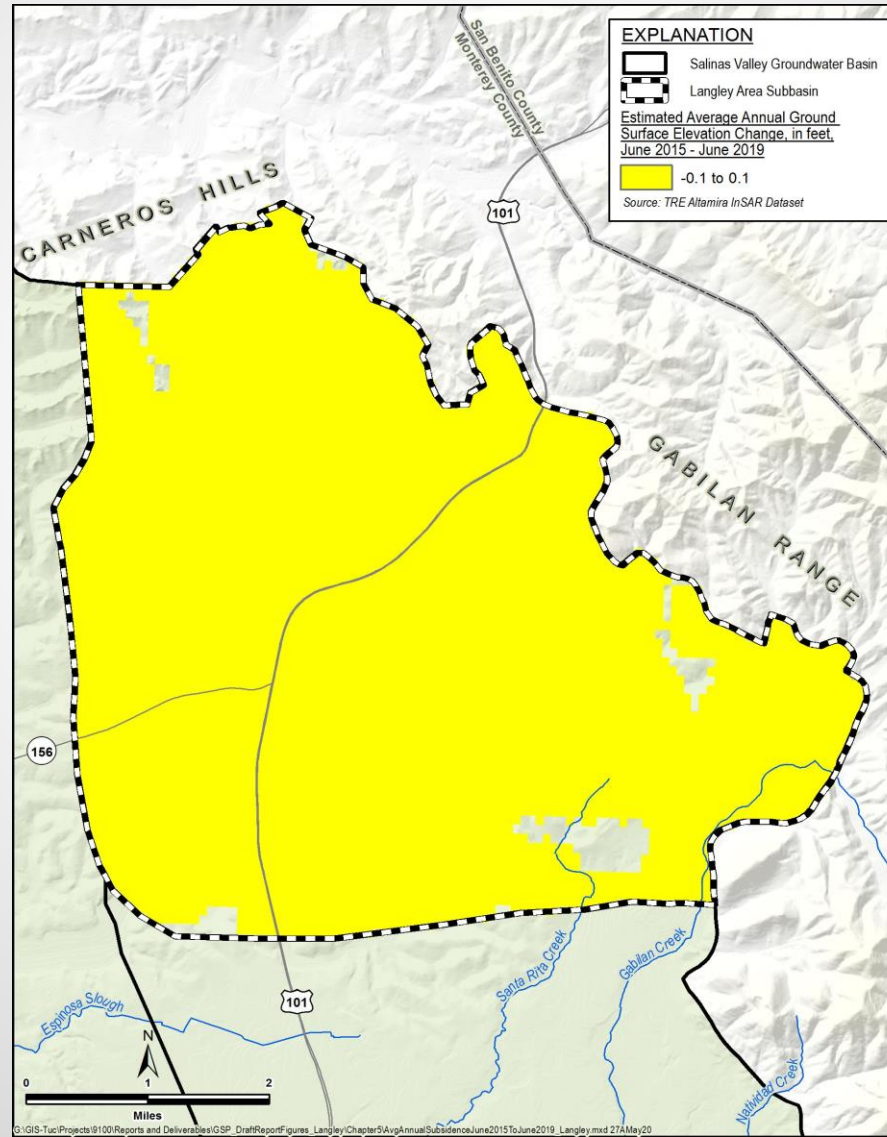 EXPLANATION
Salinas Valley Groundwater Basin
Langley Area Subbasin
Estimated Average Annual Ground
Surface Elevation Change, in feet,
June 2015 - June 2019
-0.1 to 0.1
Source: TRE Altamira InSAR Dataset
San Benito County
Monterey County
CARNEROS HILLS
101
GABILAN RANGE
156
Santa Rita Creek
Gabilan Creek
101
Espinosa Slough
Natividad Creek
N
0 1 2
Miles
G:\GIS-Tuc\Projects\9100\Reports and Deliverables\GSP_DraftReportFigures_Langley\Chapter5\AvgAnnualSubsidenceJune2015ToJune2019_Langley.mxd 27AMay20